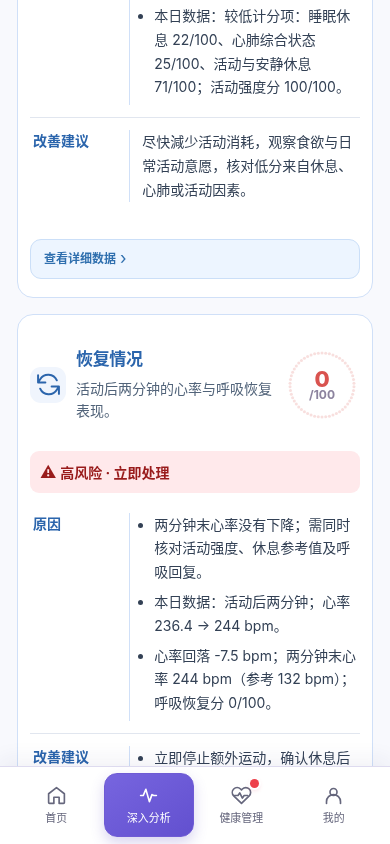 本日数据：较低计分项：睡眠休
息 22/100、心肺综合状态
25/100、活动与安静休息
71/100；活动强度分 100/100。
改善建议
尽快減少活动消耗，观察食欲与日
常活动意愿，核对低分来自休息、
心肺或活动因素。
查看详细数据 ›
恢复情况
活动后两分钟的心率与呼吸恢复
表现。
0
/100
高风险 · 立即处理
原因
两分钟末心率没有下降；需同时
核对活动强度、休息参考值及呼
吸回复。
本日数据：活动后两分钟；心率
236.4 → 244 bpm。
心率回落 -7.5 bpm；两分钟末心
率 244 bpm（参考 132 bpm）；
呼吸恢复分 0/100。
改善建议
立即停止额外运动，确认休息后
首页
深入分析
健康管理
我的